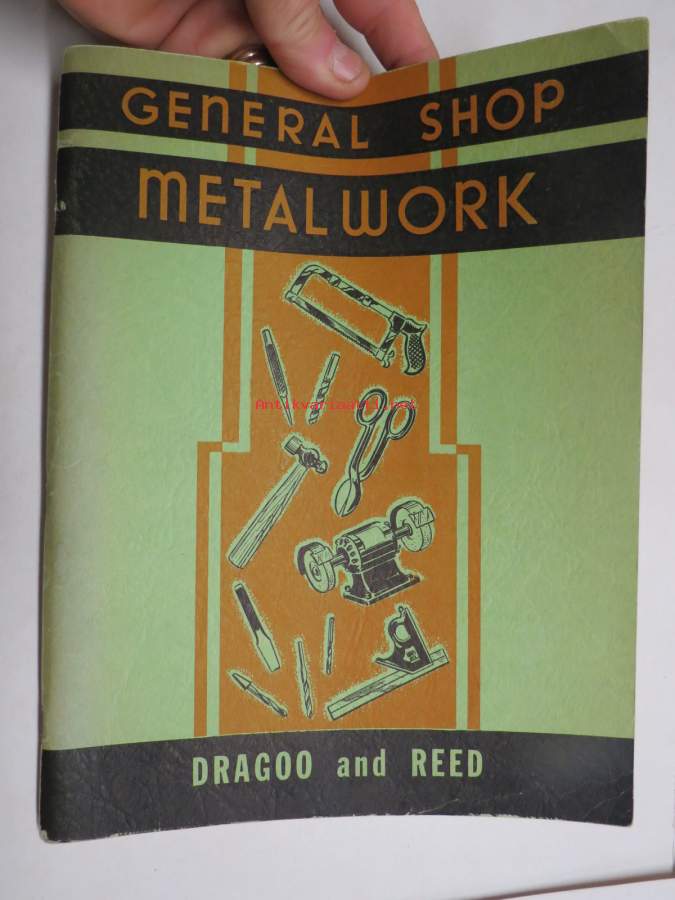 GENERAL SHOP
METALWORK
Antikvariaatti.net
DRAGOO and REED